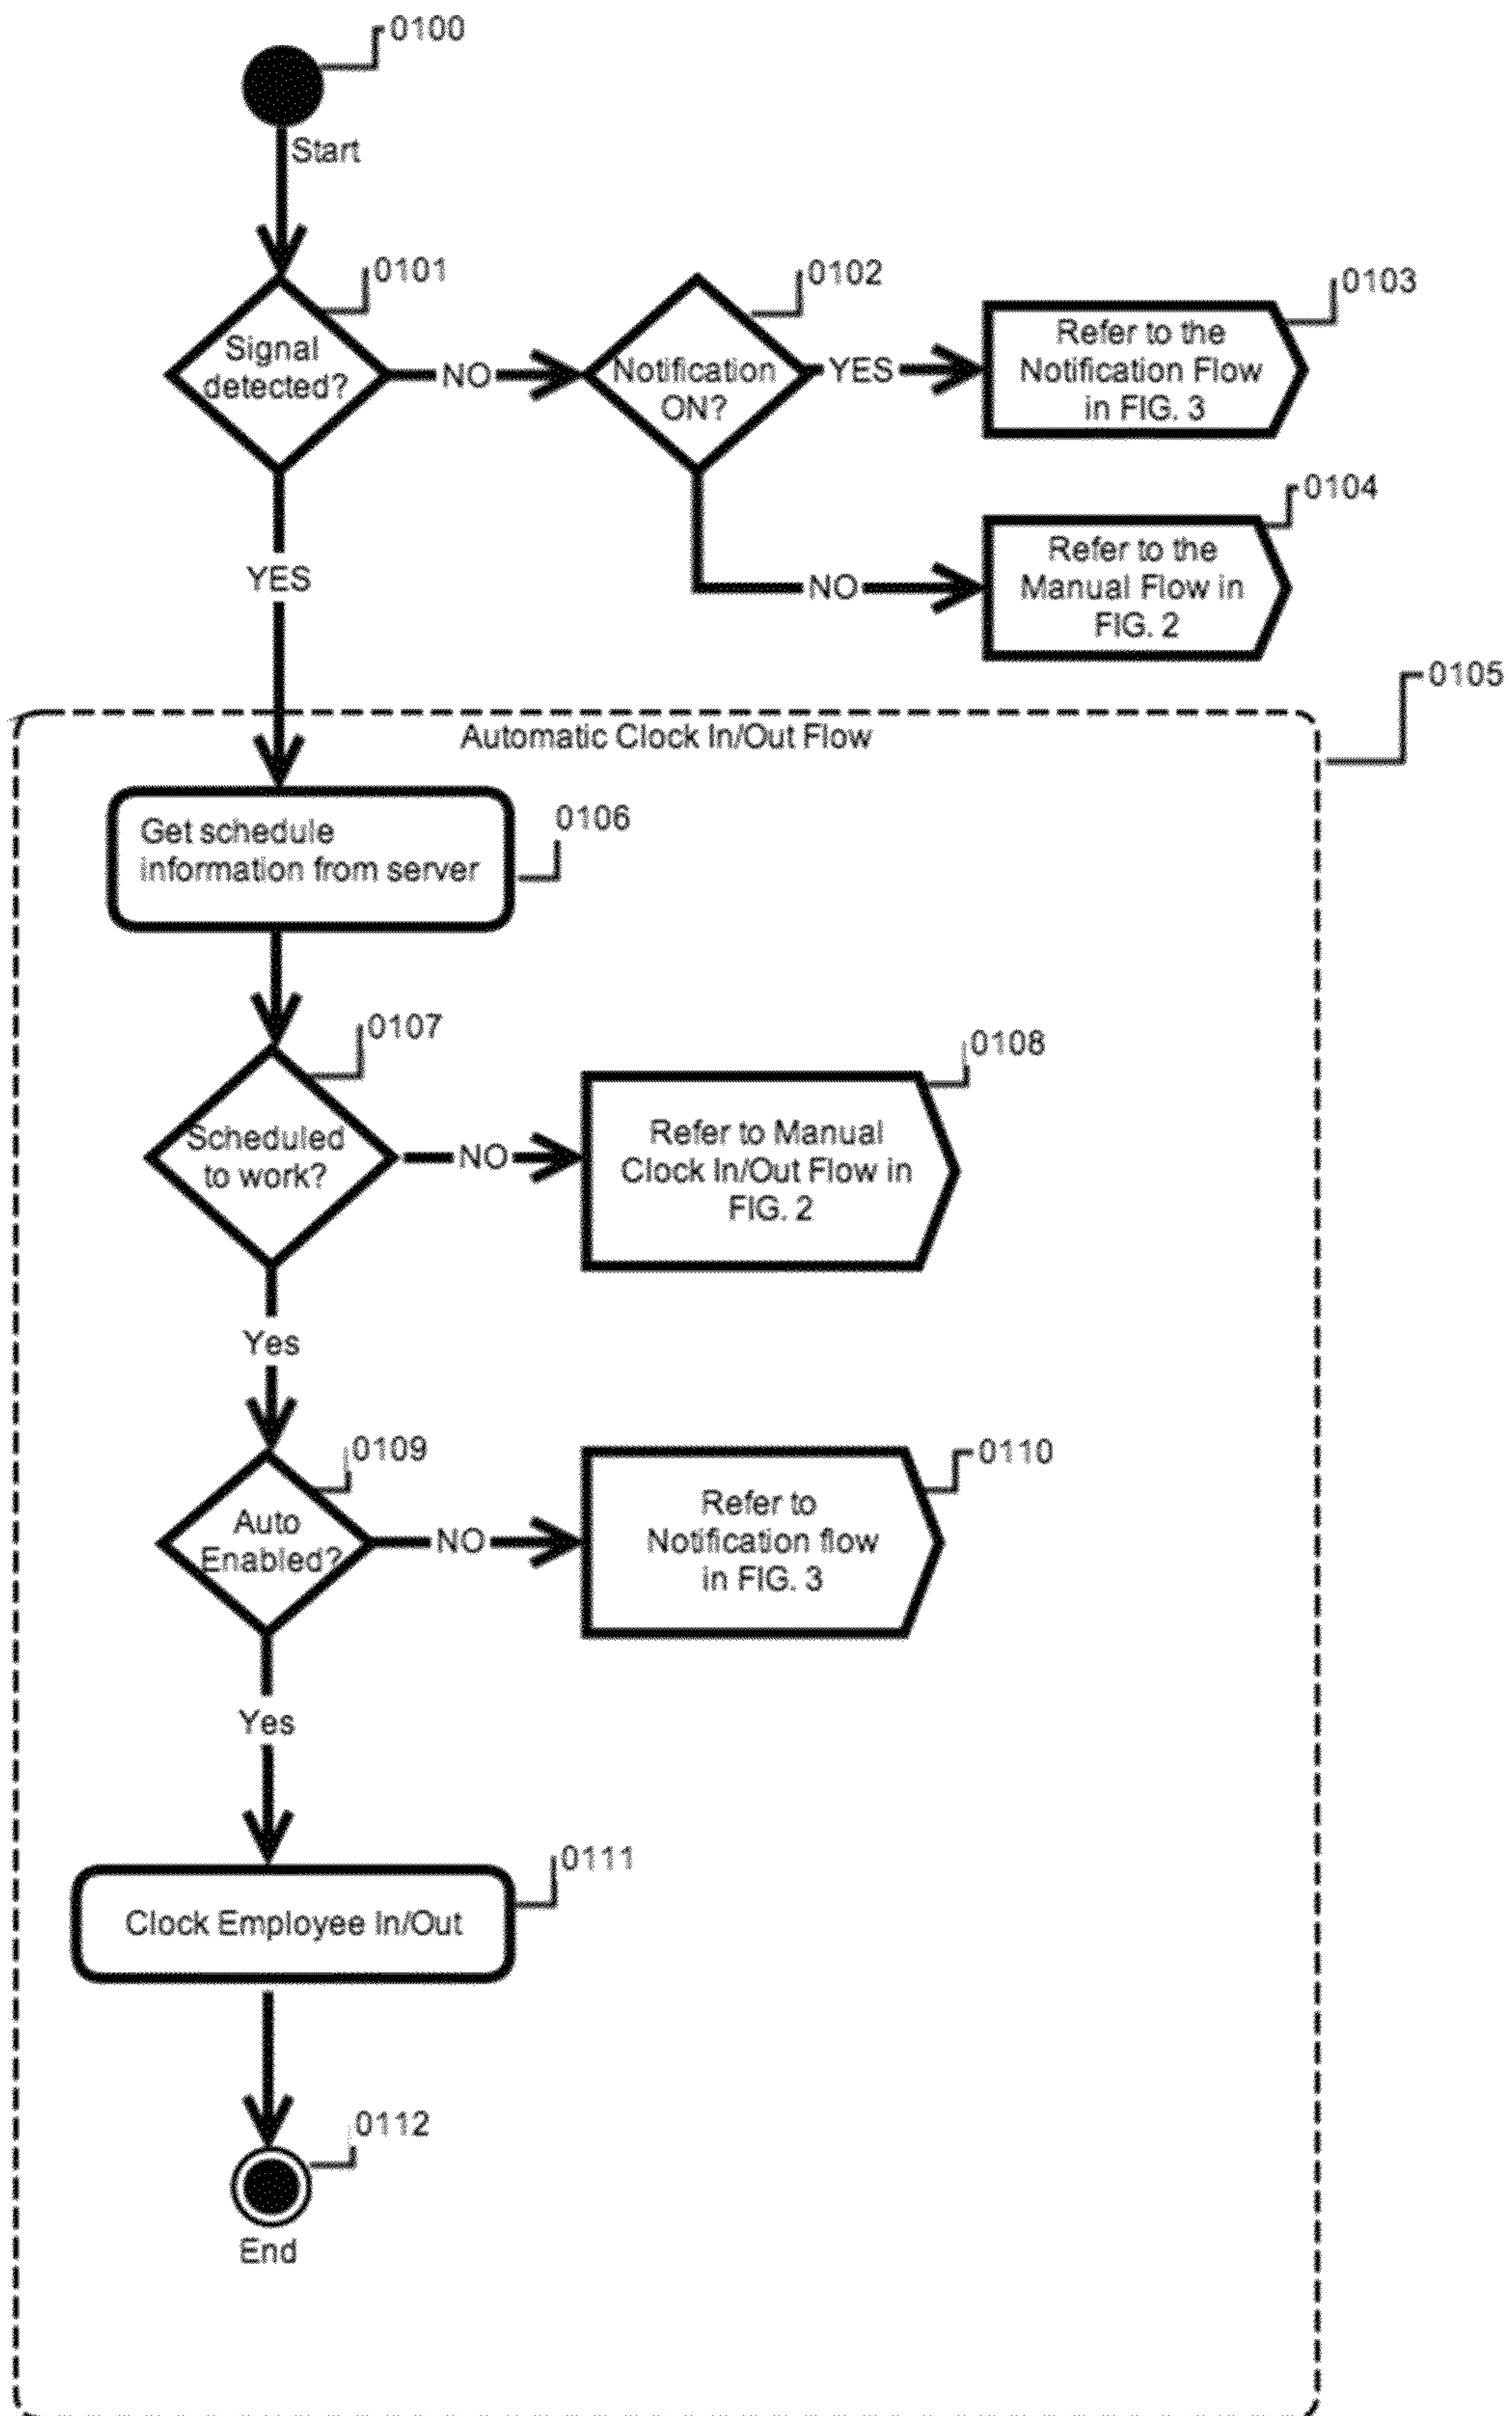 0100
Start
0101
Signal
detected?
NO
0102
Notification
ON?
YES
0103
Refer to the
Notification Flow
in FIG. 3
0104
Refer to the
Manual Flow in
FIG. 2
NO
YES
0105
Automatic Clock In/Out Flow
0106
Get schedule
information from server
0107
Scheduled
to work?
NO
0108
Refer to Manual
Clock In/Out Flow in
FIG. 2
Yes
0109
Auto
Enabled?
NO
0110
Refer to
Notification flow
in FIG. 3
Yes
0111
Clock Employee In/Out
0112
End